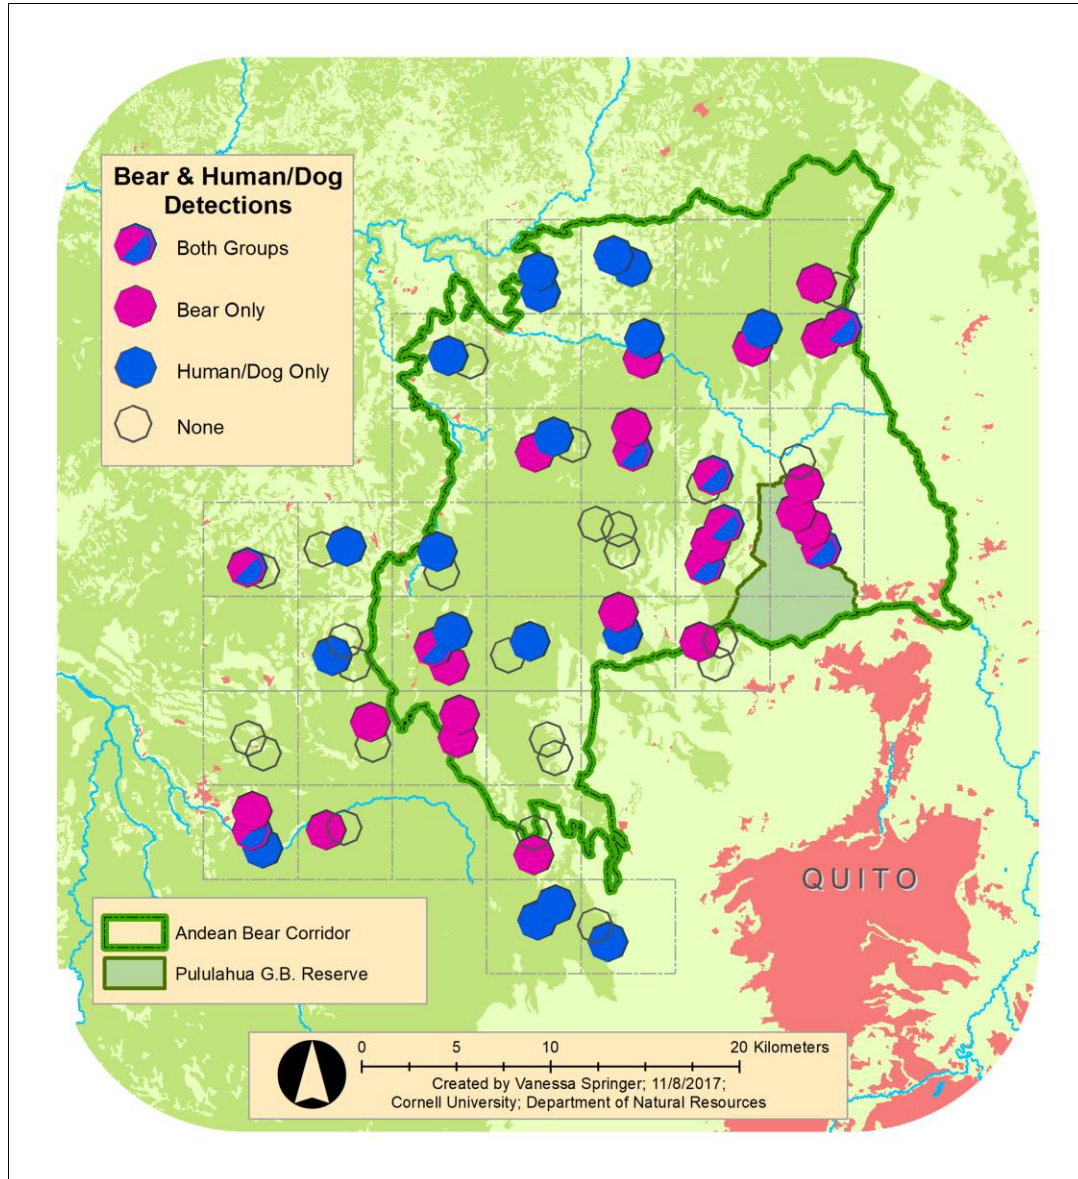 Bear & Human/Dog
Detections
Both Groups
Bear Only
Human/Dog Only
None
QUITO
Andean Bear Corridor
Pululahua G.B. Reserve
0 5 10 20 Kilometers
Created by Vanessa Springer; 11/8/2017;
Cornell University; Department of Natural Resources